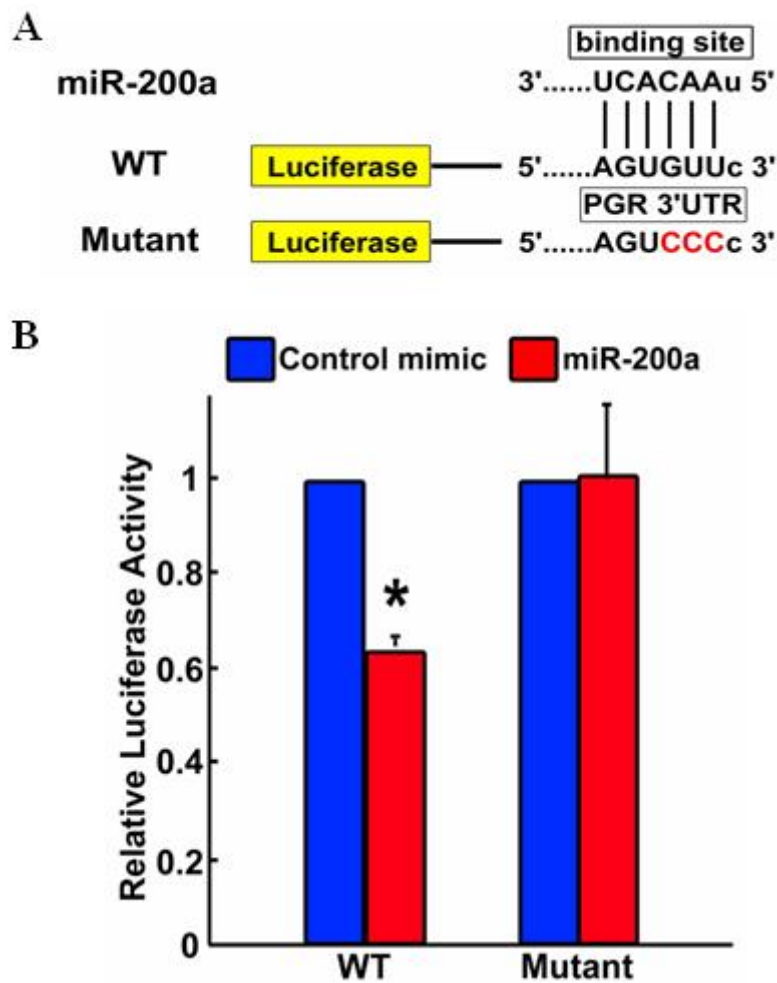 A
binding site
miR-200a 3'......UCACAAu 5'
WT Luciferase 5'......AGUGUUc 3'
PGR 3'UTR
Mutant Luciferase 5'......AGUCCCc 3'
B
Control mimic miR-200a
Relative Luciferase Activity
1
0.8
*
0.6
0.4
0.2
0
WT Mutant